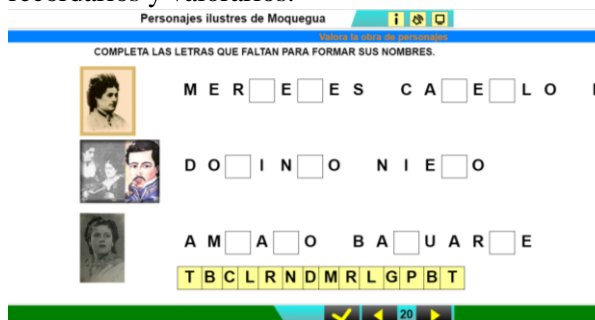 recordarlos y valorarlos.
Personajes ilustres de Moquegua
Valora la obra de personajes
COMPLETA LAS LETRAS QUE FALTAN PARA FORMAR SUS NOMBRES.
M E R □ E □ E S C A □ E □ L O
D O □ I N □ O N I E □ O
A M □ A □ O B A □ U A R □ E
T B C L R N D M R L G P B T
20